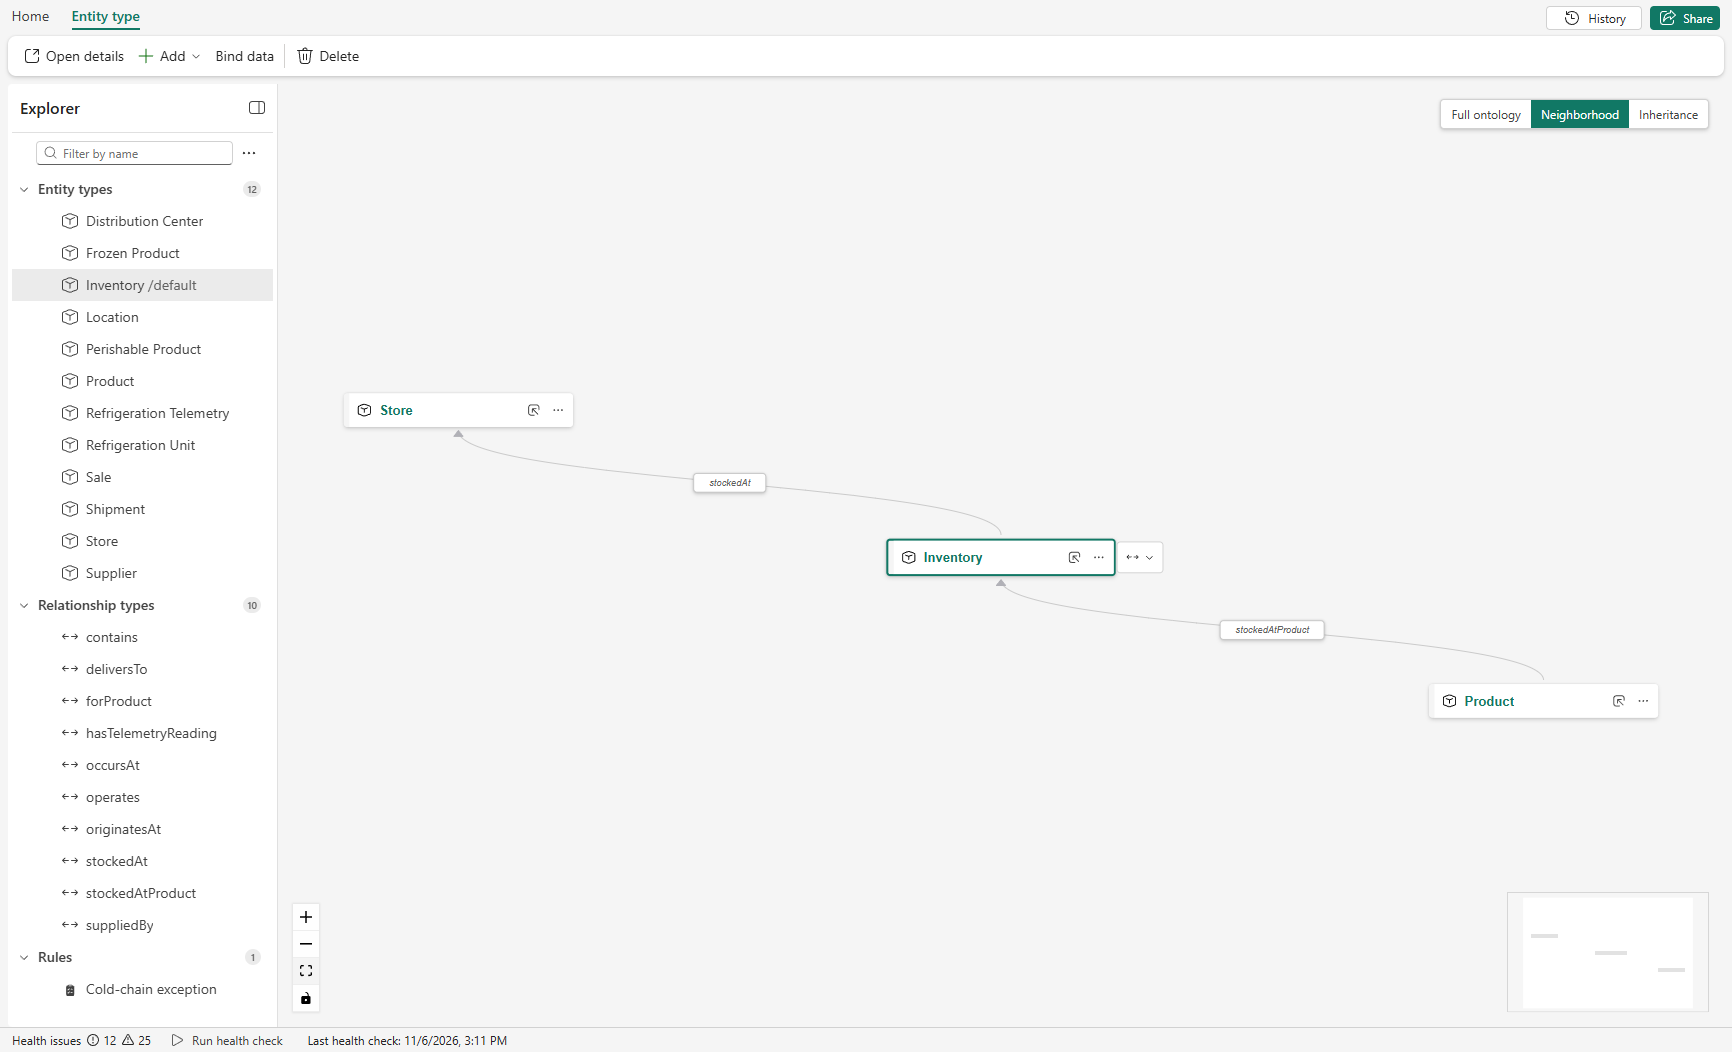 Home
Entity type
History
Share
Open details
Add
Bind data
Delete
Explorer
Full ontology
Neighborhood
Inheritance
Filter by name
Entity types
12
Distribution Center
Frozen Product
Inventory /default
Location
Perishable Product
Product
Refrigeration Telemetry
Refrigeration Unit
Sale
Shipment
Store
Supplier
Relationship types
10
contains
deliversTo
forProduct
hasTelemetryReading
occursAt
operates
originatesAt
stockedAt
stockedAtProduct
suppliedBy
Rules
1
Cold-chain exception
Store
stockedAt
Inventory
stockedAtProduct
Product
Health issues 12 25
Run health check
Last health check: 11/6/2026, 3:11 PM